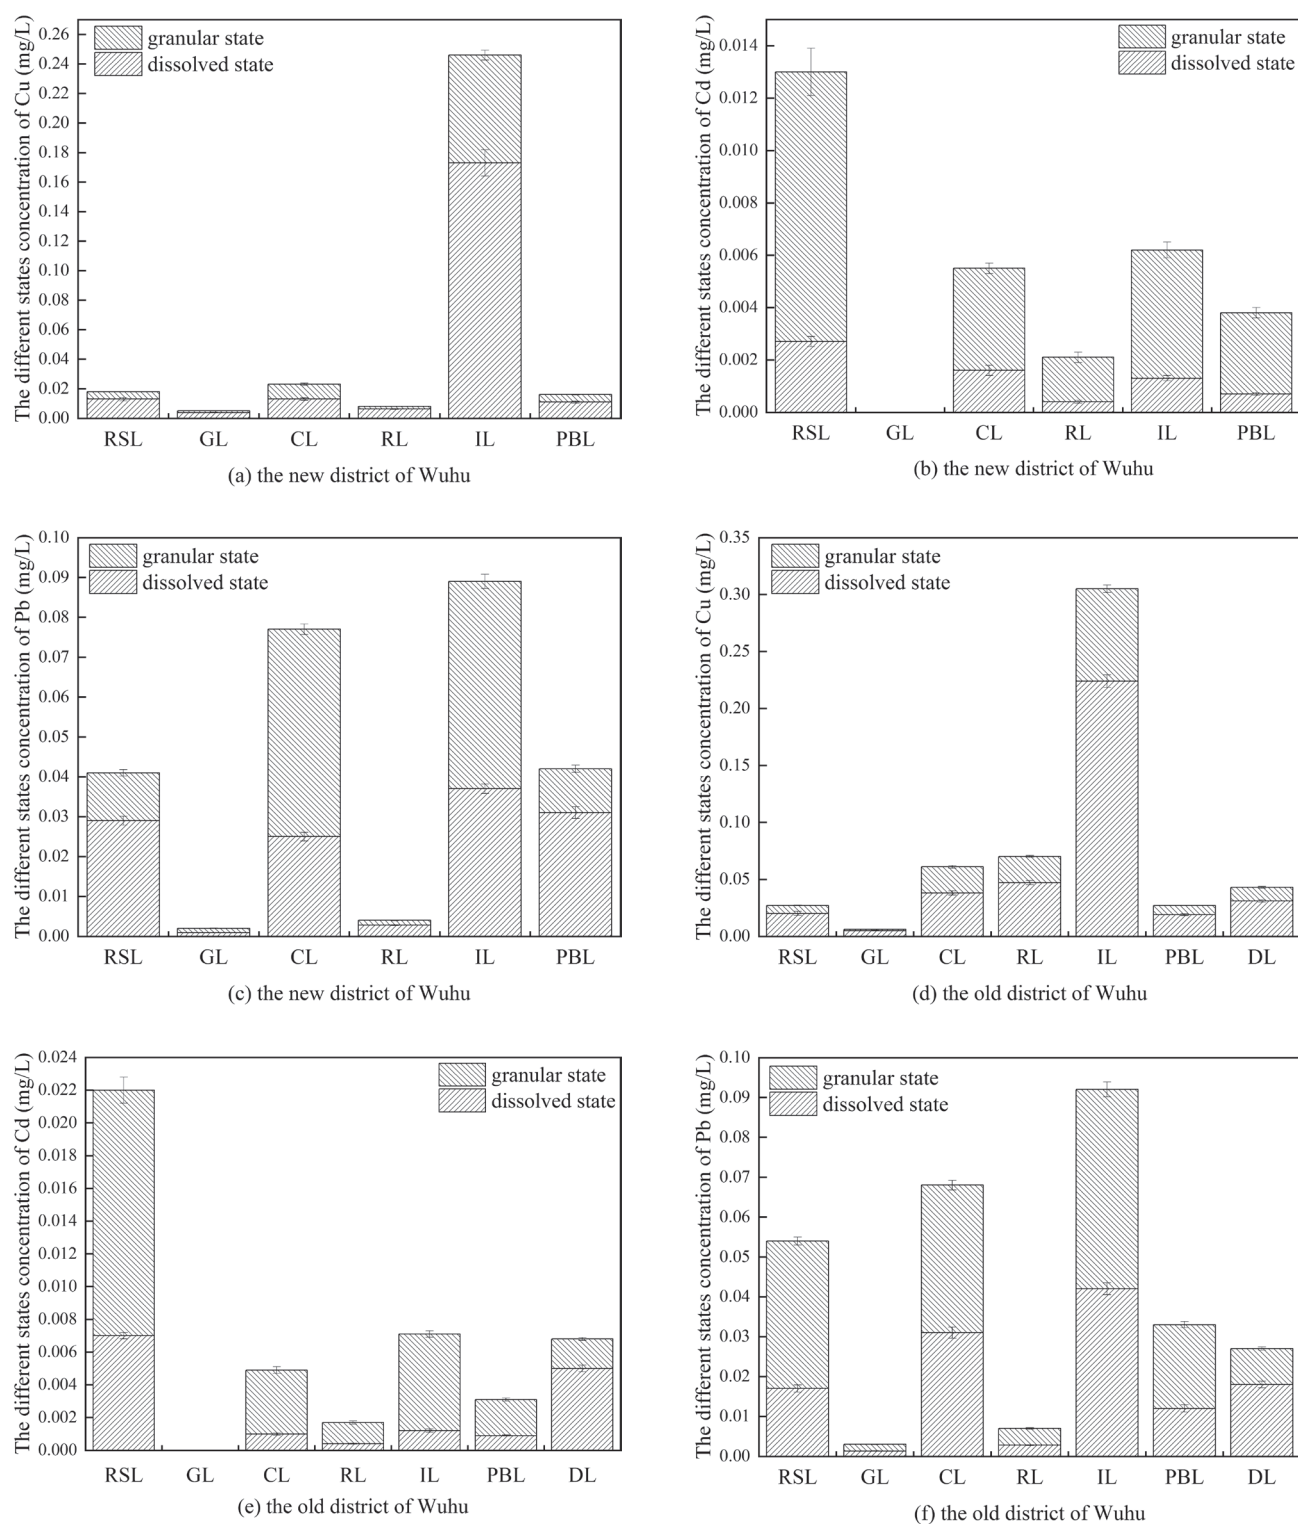 The different states concentration of Cu (mg/L)
0.26
0.24
0.22
0.20
0.18
0.16
0.14
0.12
0.10
0.08
0.06
0.04
0.02
0.00
granular state
dissolved state
RSL GL CL RL IL PBL
(a) the new district of Wuhu
The different states concentration of Cd (mg/L)
0.014
0.012
0.010
0.008
0.006
0.004
0.002
0.000
granular state
dissolved state
RSL GL CL RL IL PBL
(b) the new district of Wuhu
The different states concentration of Pb (mg/L)
0.10
0.09
0.08
0.07
0.06
0.05
0.04
0.03
0.02
0.01
0.00
granular state
dissolved state
RSL GL CL RL IL PBL
(c) the new district of Wuhu
The different states concentration of Cu (mg/L)
0.35
0.30
0.25
0.20
0.15
0.10
0.05
0.00
granular state
dissolved state
RSL GL CL RL IL PBL DL
(d) the old district of Wuhu
The different states concentration of Cd (mg/L)
0.024
0.022
0.020
0.018
0.016
0.014
0.012
0.010
0.008
0.006
0.004
0.002
0.000
granular state
dissolved state
RSL GL CL RL IL PBL DL
(e) the old district of Wuhu
The different states concentration of Pb (mg/L)
0.10
0.09
0.08
0.07
0.06
0.05
0.04
0.03
0.02
0.01
0.00
granular state
dissolved state
RSL GL CL RL IL PBL DL
(f) the old district of Wuhu